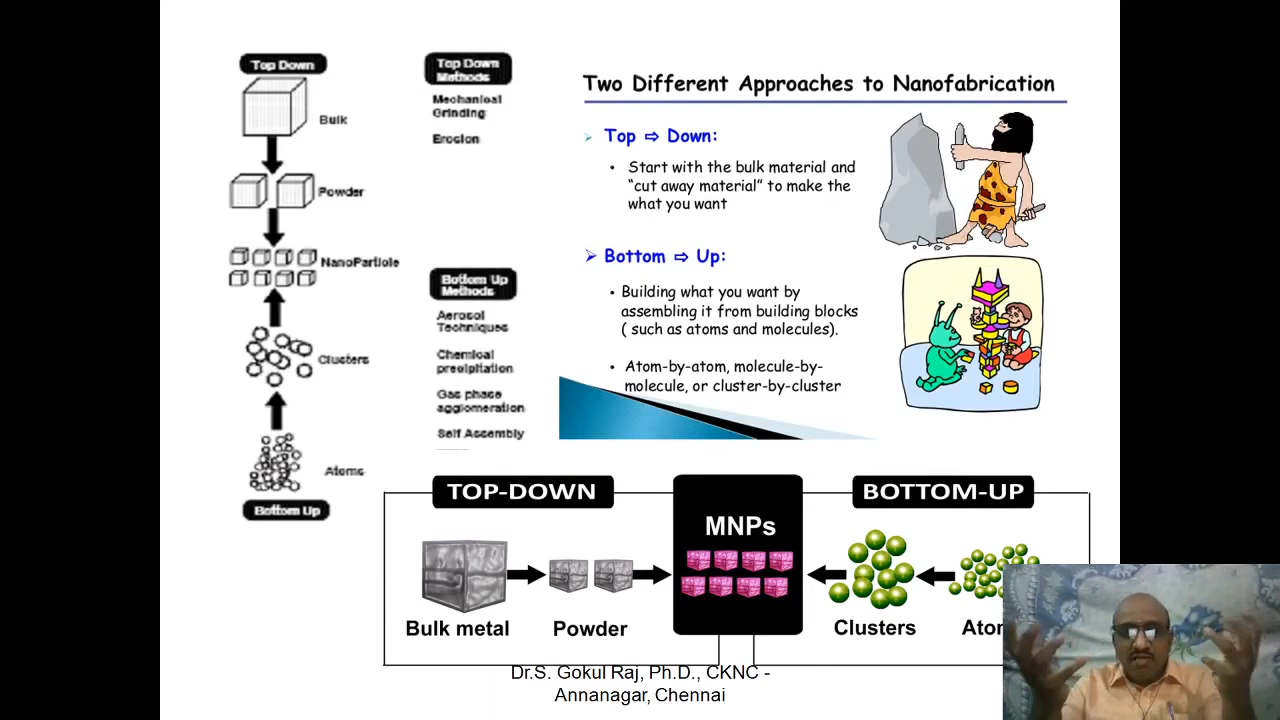 Top Down
Bulk
Powder
NanoPartiole
Clusters
Atoms
Bottom Up
Top Down
Methods
Mechanical
Grinding
Erosion
Bottom Up
Methods
Aerosol
Techniques
Chemical
precipitation
Gas phase
agglomeration
Self Assembly
Two Different Approaches to Nanofabrication
➢ Top ⇨ Down:
• Start with the bulk material and
“cut away material” to make the
what you want
➢ Bottom ⇨ Up:
• Building what you want by
assembling it from building blocks
( such as atoms and molecules).
• Atom-by-atom, molecule-by-
molecule, or cluster-by-cluster
TOP-DOWN
BOTTOM-UP
MNPs
Bulk metal
Powder
Clusters
Dr.S. Gokul Raj, Ph.D., CKNC -
Annanagar, Chennai